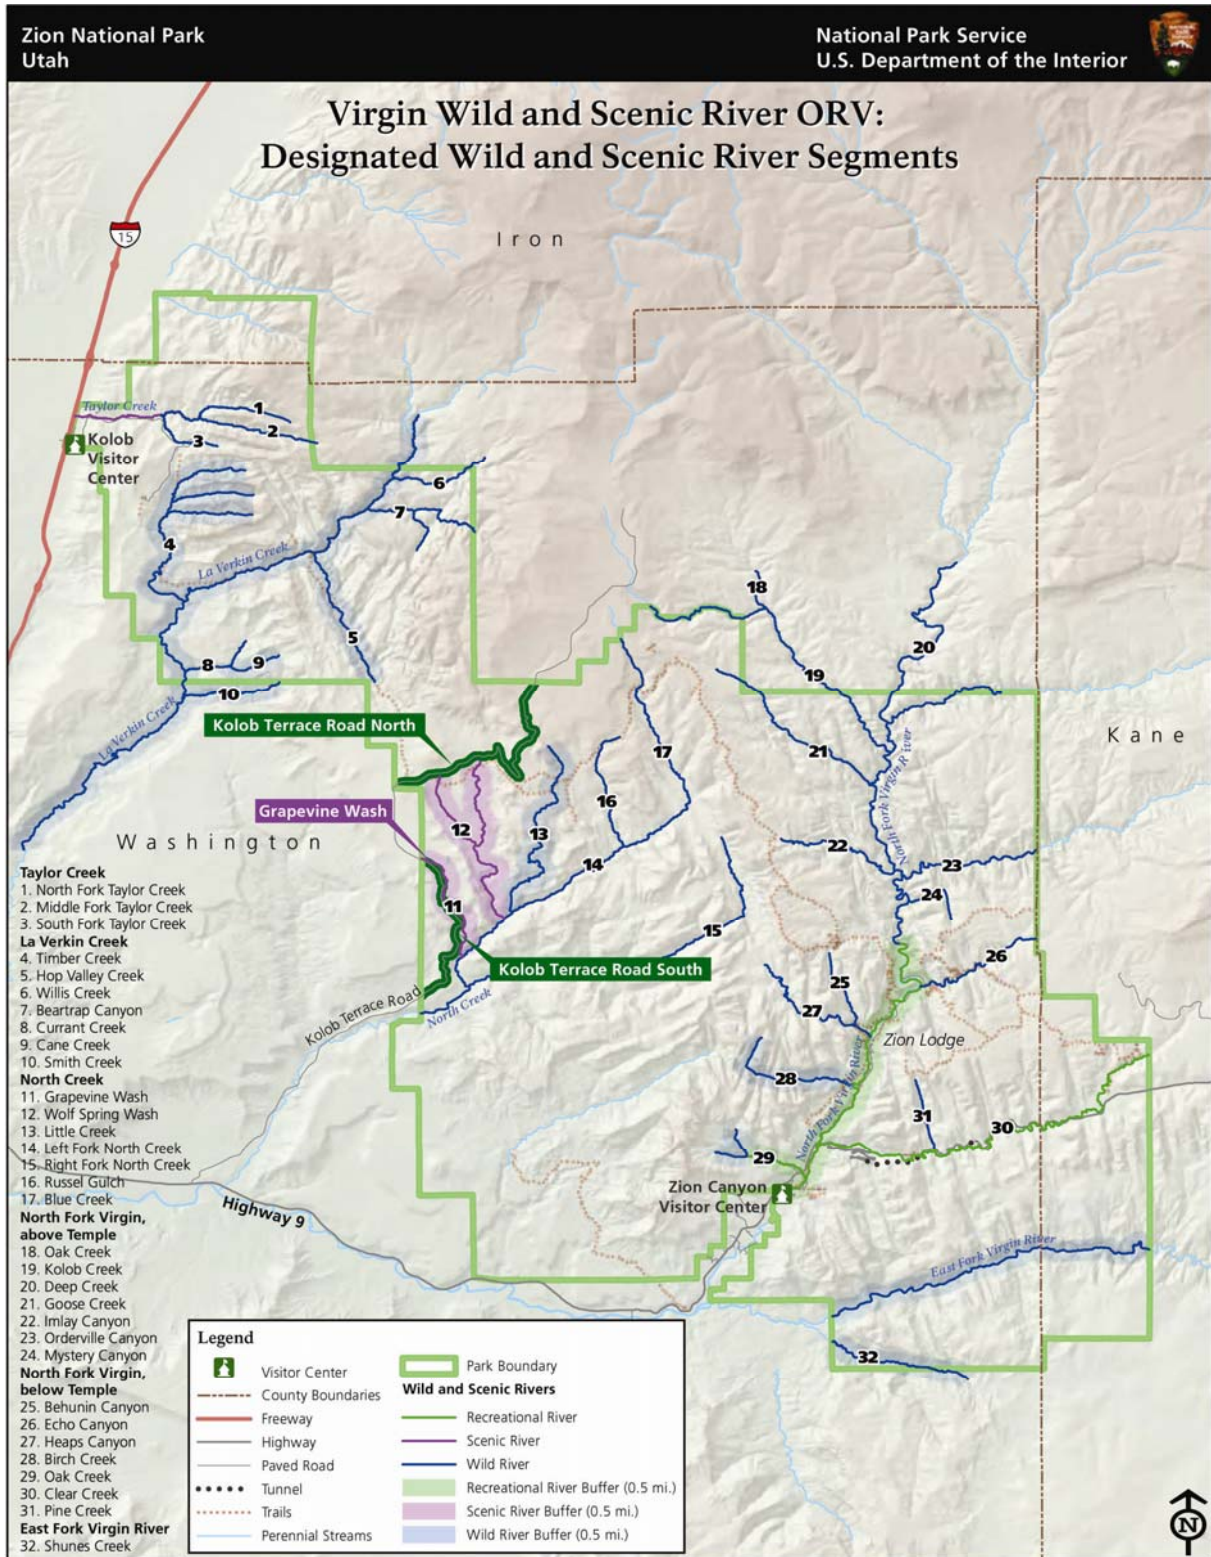 Zion National Park
Utah
National Park Service
U.S. Department of the Interior
Virgin Wild and Scenic River ORV:
Designated Wild and Scenic River Segments
15
Iron
Taylor Creek
1
2
3
Kolob
Visitor
Center
6
7
4
La Verkin Creek
5
18
20
19
8
9
10
La Verkin Creek
Kolob Terrace Road North
17
21
North Fork Virgin River
Kane
Grapevine Wash
16
12
13
14
22
23
24
Washington
11
15
Kolob Terrace Road South
26
25
Kolob Terrace Road
North Creek
27
Zion Lodge
28
North Fork Virgin River
31
30
29
Zion Canyon
Visitor Center
Highway 9
East Fork Virgin River
32
Taylor Creek
1. North Fork Taylor Creek
2. Middle Fork Taylor Creek
3. South Fork Taylor Creek
La Verkin Creek
4. Timber Creek
5. Hop Valley Creek
6. Willis Creek
7. Beartrap Canyon
8. Currant Creek
9. Cane Creek
10. Smith Creek
North Creek
11. Grapevine Wash
12. Wolf Spring Wash
13. Little Creek
14. Left Fork North Creek
15. Right Fork North Creek
16. Russel Gulch
17. Blue Creek
North Fork Virgin,
above Temple
18. Oak Creek
19. Kolob Creek
20. Deep Creek
21. Goose Creek
22. Imlay Canyon
23. Orderville Canyon
24. Mystery Canyon
North Fork Virgin,
below Temple
25. Behunin Canyon
26. Echo Canyon
27. Heaps Canyon
28. Birch Creek
29. Oak Creek
30. Clear Creek
31. Pine Creek
East Fork Virgin River
32. Shunes Creek
Legend
Visitor Center
County Boundaries
Freeway
Highway
Paved Road
Tunnel
Trails
Perennial Streams
Park Boundary
Wild and Scenic Rivers
Recreational River
Scenic River
Wild River
Recreational River Buffer (0.5 mi.)
Scenic River Buffer (0.5 mi.)
Wild River Buffer (0.5 mi.)
N